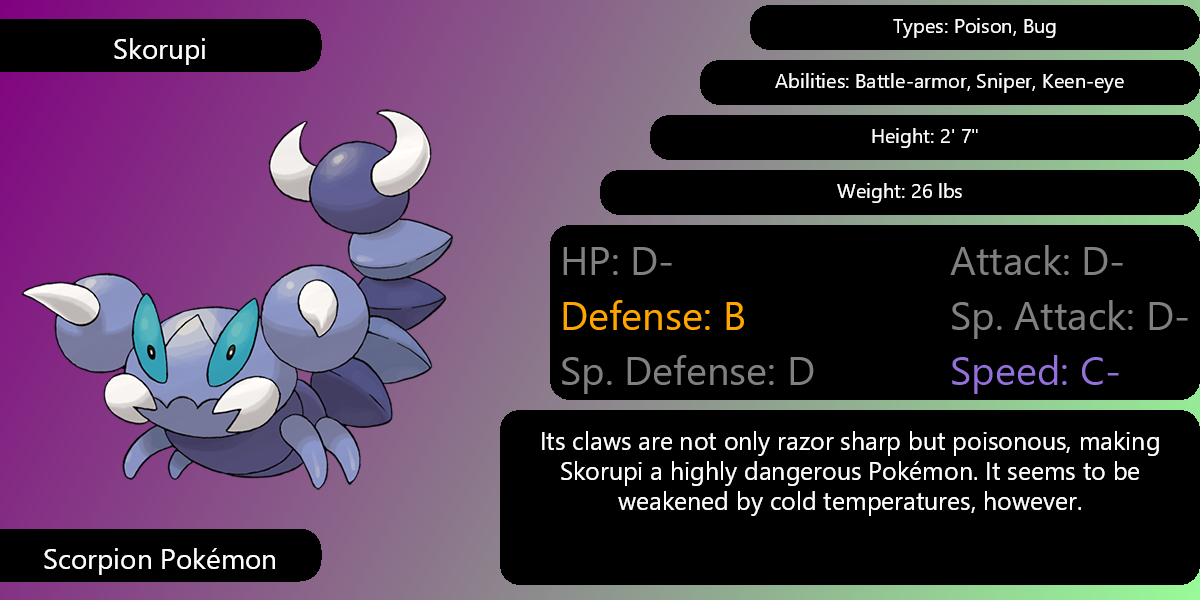 Skorupi
Types: Poison, Bug
Abilities: Battle-armor, Sniper, Keen-eye
Height: 2' 7"
Weight: 26 lbs
HP: D-
Attack: D-
Defense: B
Sp. Attack: D-
Sp. Defense: D
Speed: C-
Its claws are not only razor sharp but poisonous, making
Skorupi a highly dangerous Pokémon. It seems to be
weakened by cold temperatures, however.
Scorpion Pokémon